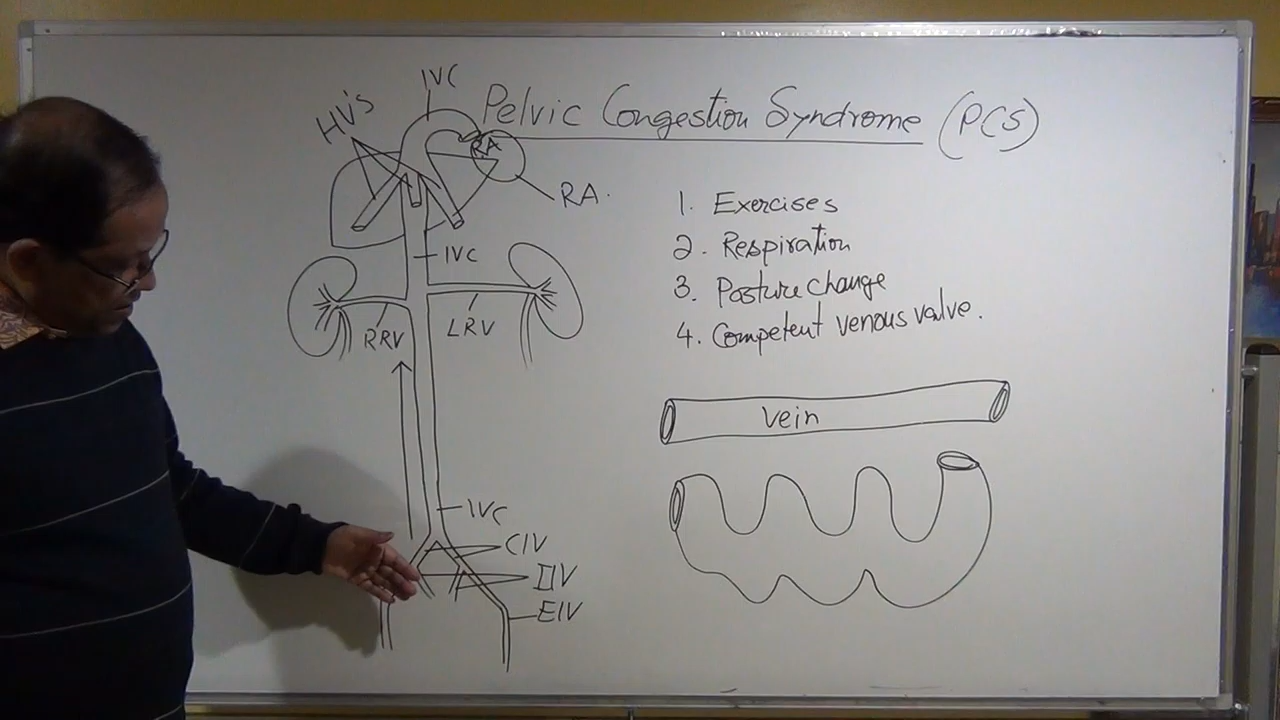 IVC
Pelvic Congestion Syndrome (PCS)
HV's
RA
RA.
1. Exercises
2. Respiration
3. Posture change
4. Competent venous valve.
IVC
RRV
LRV
Vein
IVC
CIV
IIV
EIV